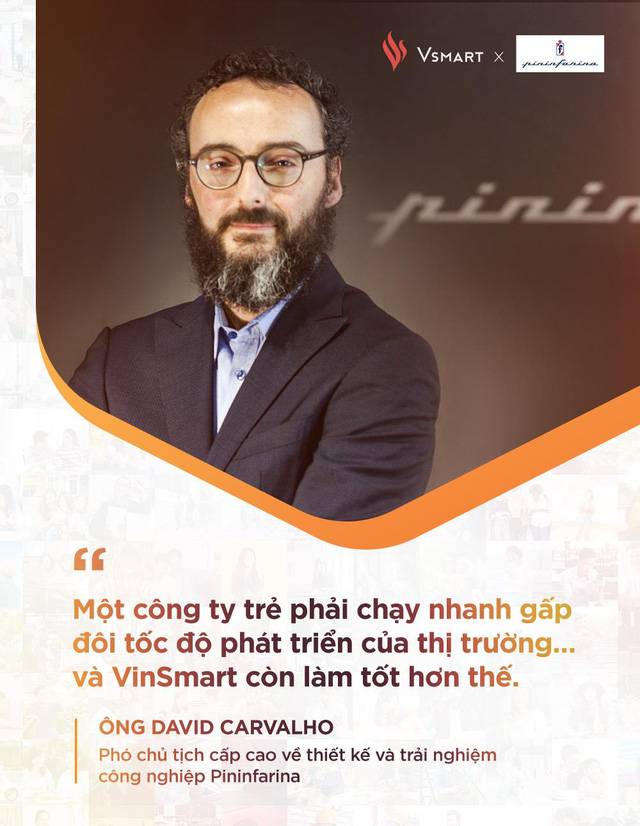 VSMART X pininfarina
pinin
“
Một công ty trẻ phải chạy nhanh gấp
đôi tốc độ phát triển của thị trường...
và VinSmart còn làm tốt hơn thế.
ÔNG DAVID CARVALHO
Phó chủ tịch cấp cao về thiết kế và trải nghiệm
công nghiệp Pininfarina